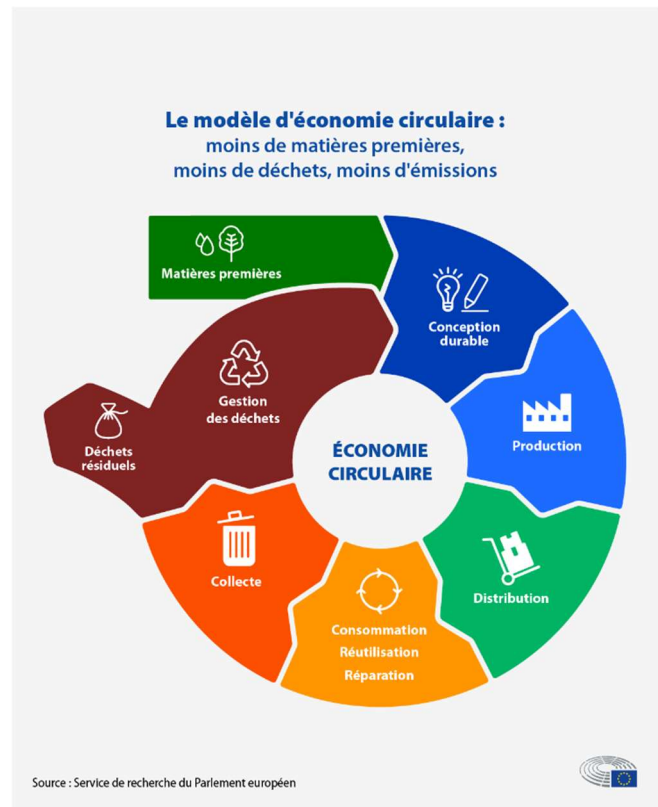 Le modèle d'économie circulaire :
moins de matières premières,
moins de déchets, moins d'émissions
Matières premières
Conception
durable
Production
Distribution
Consommation
Réutilisation
Réparation
Collecte
Gestion
des déchets
Déchets
résiduels
ÉCONOMIE
CIRCULAIRE
Source : Service de recherche du Parlement européen